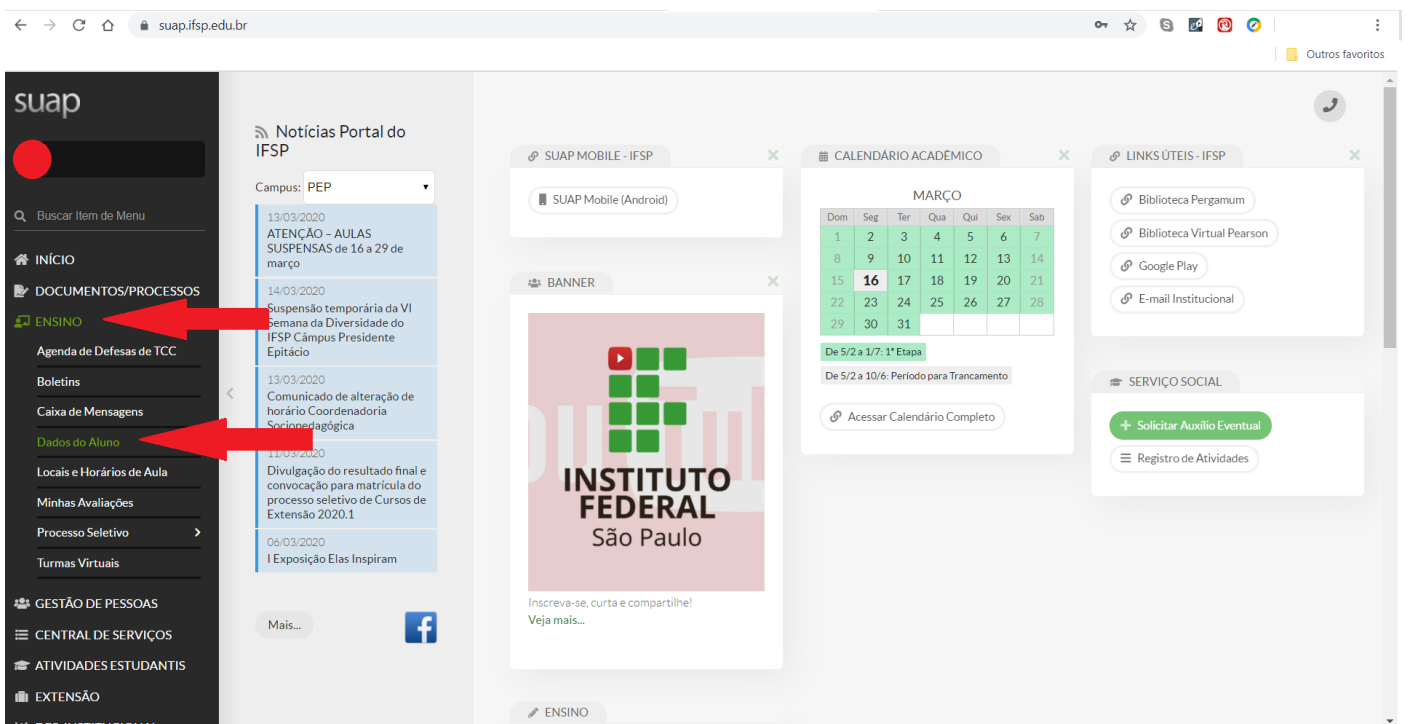 suap.ifsp.edu.br
Outros favoritos
suap
Buscar Item de Menu
INÍCIO
DOCUMENTOS/PROCESSOS
ENSINO
Agenda de Defesas de TCC
Boletins
Caixa de Mensagens
Dados do Aluno
Locais e Horários de Aula
Minhas Avaliações
Processo Seletivo
Turmas Virtuais
GESTÃO DE PESSOAS
CENTRAL DE SERVIÇOS
ATIVIDADES ESTUDANTIS
EXTENSÃO
Notícias Portal do
IFSP
Campus: PEP
13/03/2020
ATENÇÃO – AULAS
SUSPENSAS de 16 a 29 de
março
14/03/2020
Suspensão temporária da VI
Semana da Diversidade do
IFSP Câmpus Presidente
Epitácio
13/03/2020
Comunicado de alteração de
horário Coordenadoria
Sociopedagógica
11/03/2020
Divulgação do resultado final e
convocação para matrícula do
processo seletivo de Cursos de
Extensão 2020.1
06/03/2020
I Exposição Elas Inspiram
Mais...
SUAP MOBILE - IFSP
SUAP Mobile (Android)
BANNER
INSTITUTO
FEDERAL
São Paulo
Inscreva-se, curta e compartilhe!
Veja mais...
ENSINO
CALENDÁRIO ACADÊMICO
MARÇO
Dom Seg Ter Qua Qui Sex Sab
1 2 3 4 5 6 7
8 9 10 11 12 13 14
15 16 17 18 19 20 21
22 23 24 25 26 27 28
29 30 31
De 5/2 a 1/7: 1ª Etapa
De 5/2 a 10/6: Período para Trancamento
Acessar Calendário Completo
LINKS ÚTEIS - IFSP
Biblioteca Pergamum
Biblioteca Virtual Pearson
Google Play
E-mail Institucional
SERVIÇO SOCIAL
+ Solicitar Auxílio Eventual
Registro de Atividades